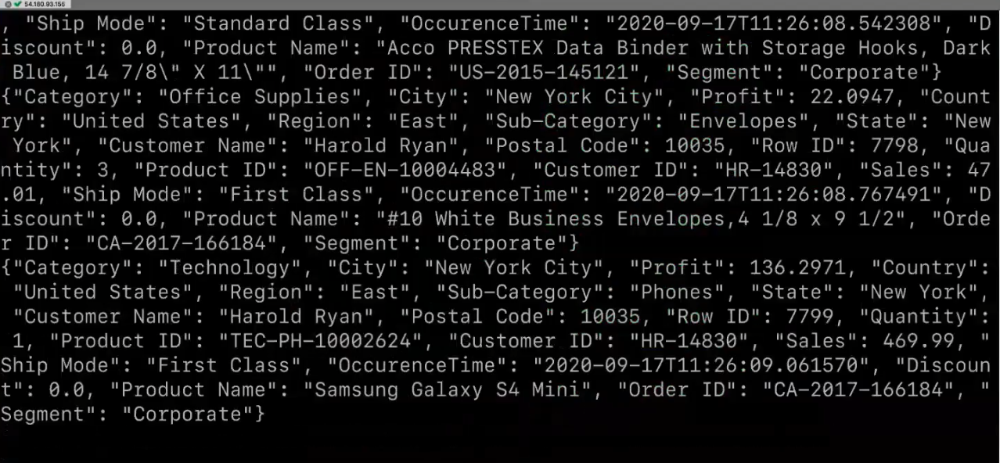 54.180.93.155
, "Ship Mode": "Standard Class", "OccurenceTime": "2020-09-17T11:26:08.542308", "D
iscount": 0.0, "Product Name": "Acco PRESSTEX Data Binder with Storage Hooks, Dark
 Blue, 14 7/8\" X 11\"", "Order ID": "US-2015-145121", "Segment": "Corporate"}
{"Category": "Office Supplies", "City": "New York City", "Profit": 22.0947, "Count
ry": "United States", "Region": "East", "Sub-Category": "Envelopes", "State": "New
 York", "Customer Name": "Harold Ryan", "Postal Code": 10035, "Row ID": 7798, "Qua
ntity": 3, "Product ID": "OFF-EN-10004483", "Customer ID": "HR-14830", "Sales": 47
.01, "Ship Mode": "First Class", "OccurenceTime": "2020-09-17T11:26:08.767491", "D
iscount": 0.0, "Product Name": "#10 White Business Envelopes,4 1/8 x 9 1/2", "Orde
r ID": "CA-2017-166184", "Segment": "Corporate"}
{"Category": "Technology", "City": "New York City", "Profit": 136.2971, "Country":
 "United States", "Region": "East", "Sub-Category": "Phones", "State": "New York",
 "Customer Name": "Harold Ryan", "Postal Code": 10035, "Row ID": 7799, "Quantity":
 1, "Product ID": "TEC-PH-10002624", "Customer ID": "HR-14830", "Sales": 469.99, "
Ship Mode": "First Class", "OccurenceTime": "2020-09-17T11:26:09.061570", "Discoun
t": 0.0, "Product Name": "Samsung Galaxy S4 Mini", "Order ID": "CA-2017-166184", "
Segment": "Corporate"}